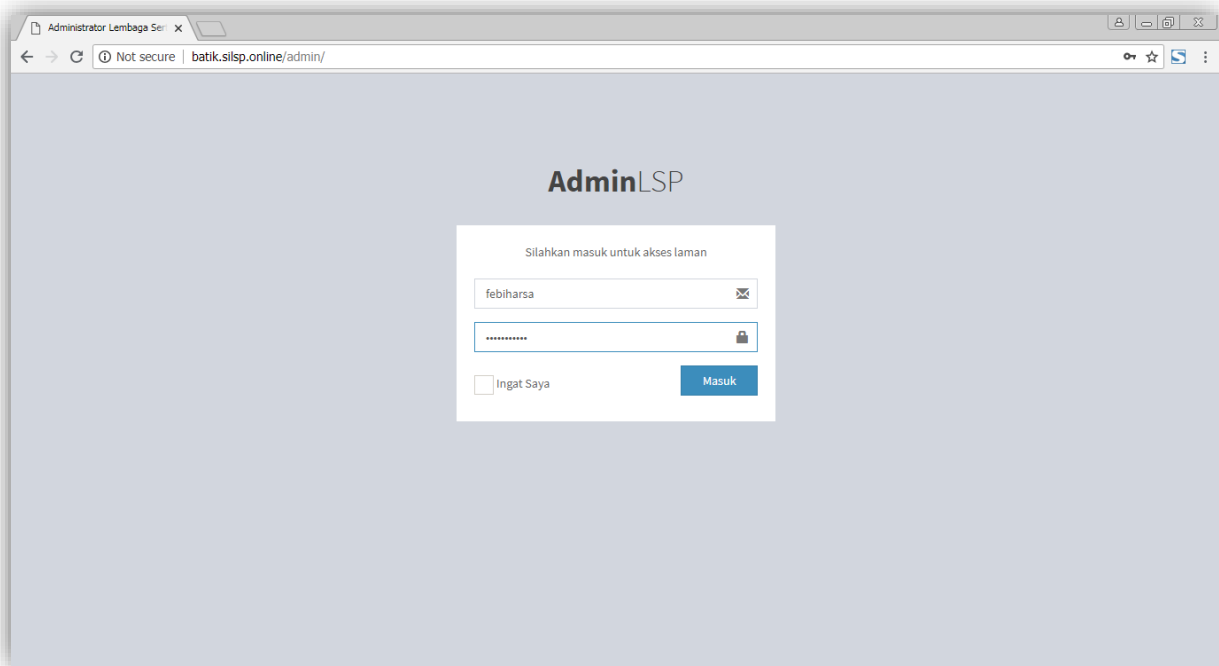 Administrator Lembaga Ser
Not secure | batik.silsp.online/admin/
AdminLSP
Silahkan masuk untuk akses laman
febiharsa
•••••••••••
Ingat Saya
Masuk